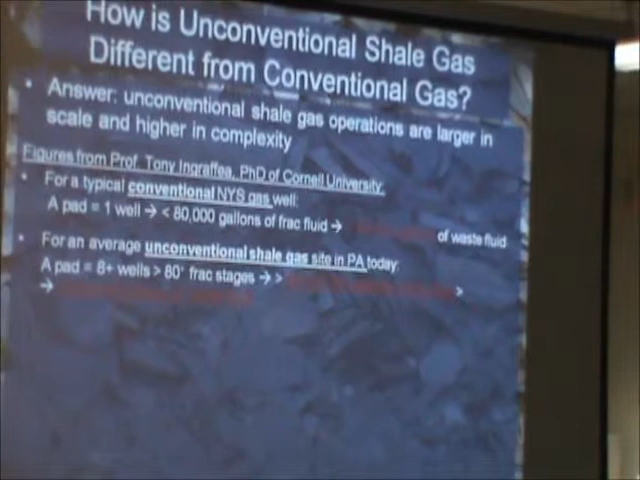 How is Unconventional Shale Gas
Different from Conventional Gas?
• Answer: unconventional shale gas operations are larger in
scale and higher in complexity
Figures from Prof. Tony Ingraffea, PhD of Cornell University.
• For a typical conventional NYS gas well:
A pad = 1 well → < 80,000 gallons of frac fluid → of waste fluid
• For an average unconventional shale gas site in PA today:
A pad = 8+ wells > 80+ frac stages → > >
→